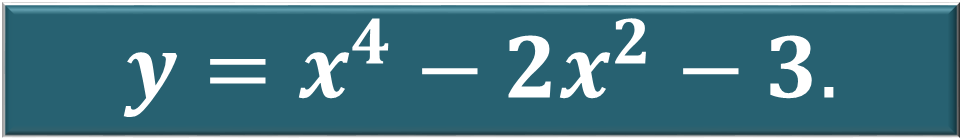 y = x⁴ − 2x² − 3.